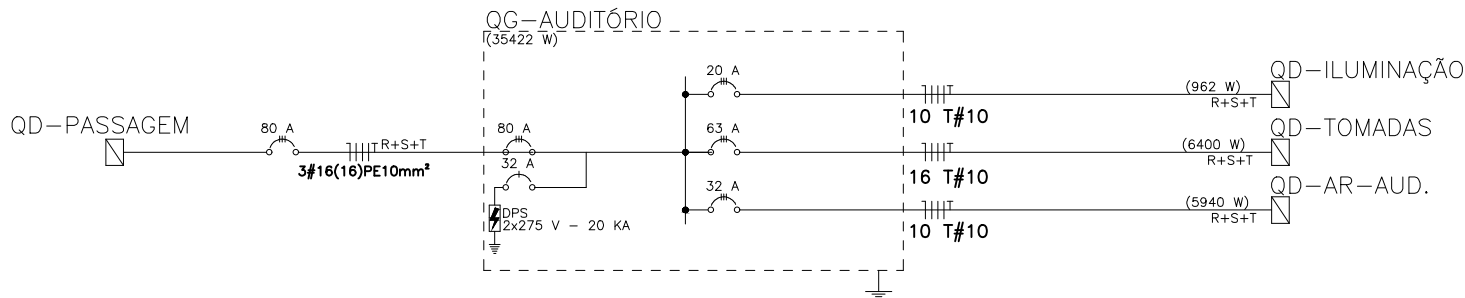 QG-AUDITÓRIO
(35422 W)
QD-PASSAGEM
80 A
R+S+T
3#16(16)PE10mm²
80 A
32 A
DPS
2x275 V - 20 KA
20 A
T
10 T#10
(962 W)
R+S+T
QD-ILUMINAÇÃO
63 A
T
16 T#10
(6400 W)
R+S+T
QD-TOMADAS
32 A
T
10 T#10
(5940 W)
R+S+T
QD-AR-AUD.